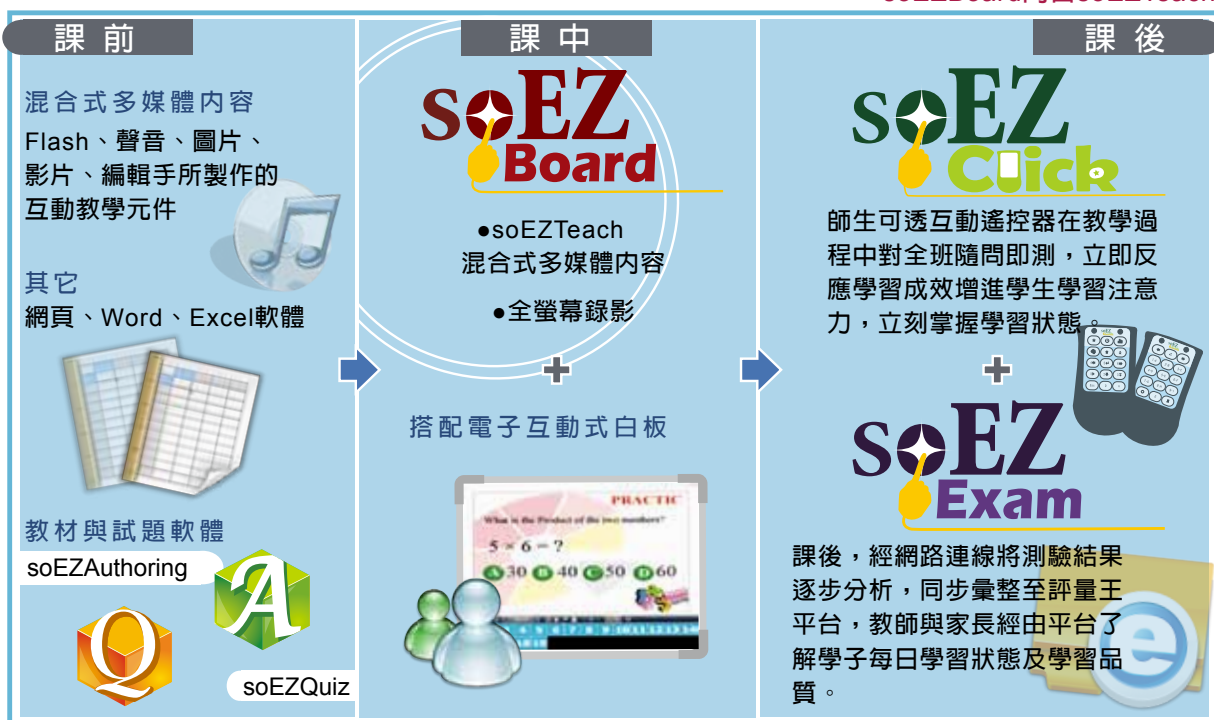 課 前
混合式多媒體內容
Flash、聲音、圖片、
影片、編輯手所製作的
互動教學元件
其它
網頁、Word、Excel軟體
教材與試題軟體
soEZAuthoring
A
Q
soEZQuiz
課 中
soEZ
Board
●soEZTeach
混合式多媒體內容
●全螢幕錄影
+
搭配電子互動式白板
PRACTIC
What is the Product of the two numbers?
5 × 6 = ?
A 30 B 40 C 50 D 60
課 後
soEZ
Click
師生可透互動遙控器在教學過
程中對全班隨問即測，立即反
應學習成效增進學生學習注意
力，立刻掌握學習狀態。
+
soEZ
Exam
課後，經網路連線將測驗結果
逐步分析，同步彙整至評量王
平台，教師與家長經由平台了
解學子每日學習狀態及學習品
質。